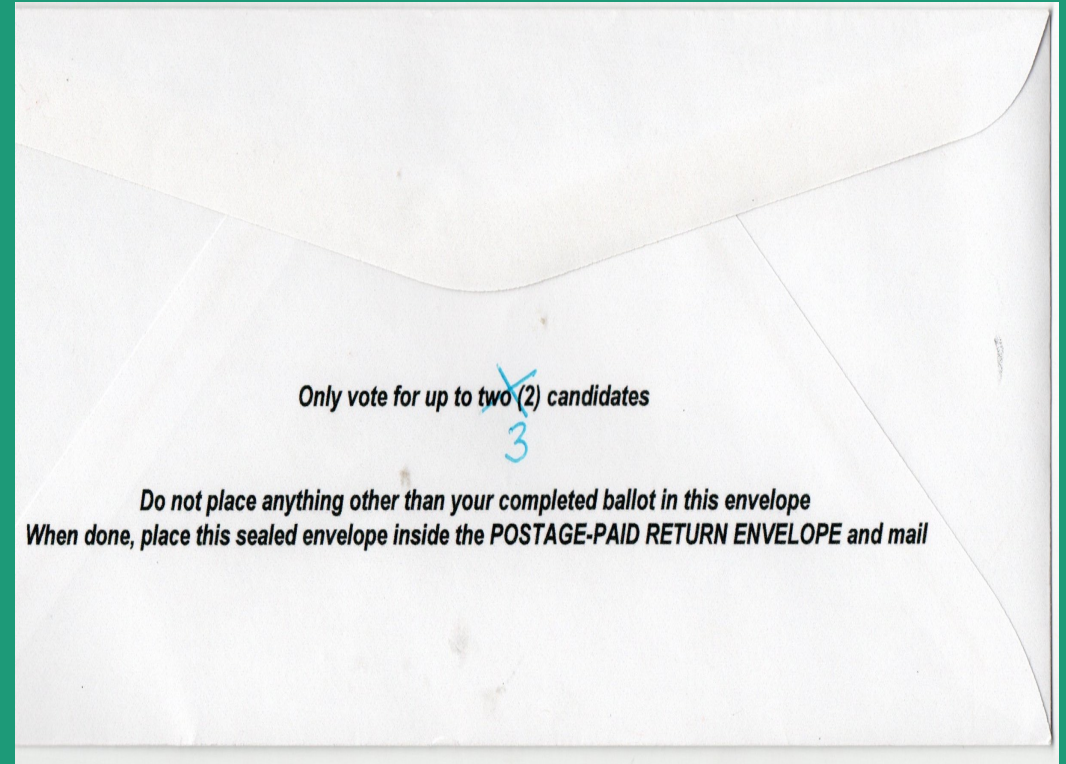 Only vote for up to two (2) candidates
3
Do not place anything other than your completed ballot in this envelope
When done, place this sealed envelope inside the POSTAGE-PAID RETURN ENVELOPE and mail